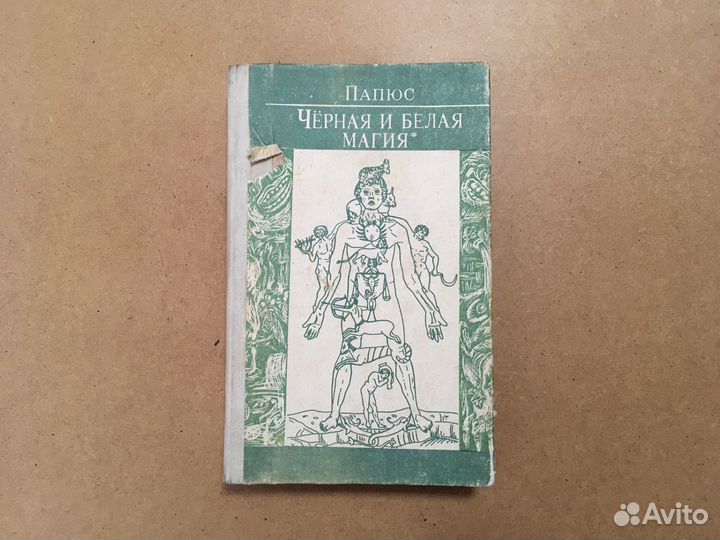 Папюс
Чёрная и белая
магия*
Avito